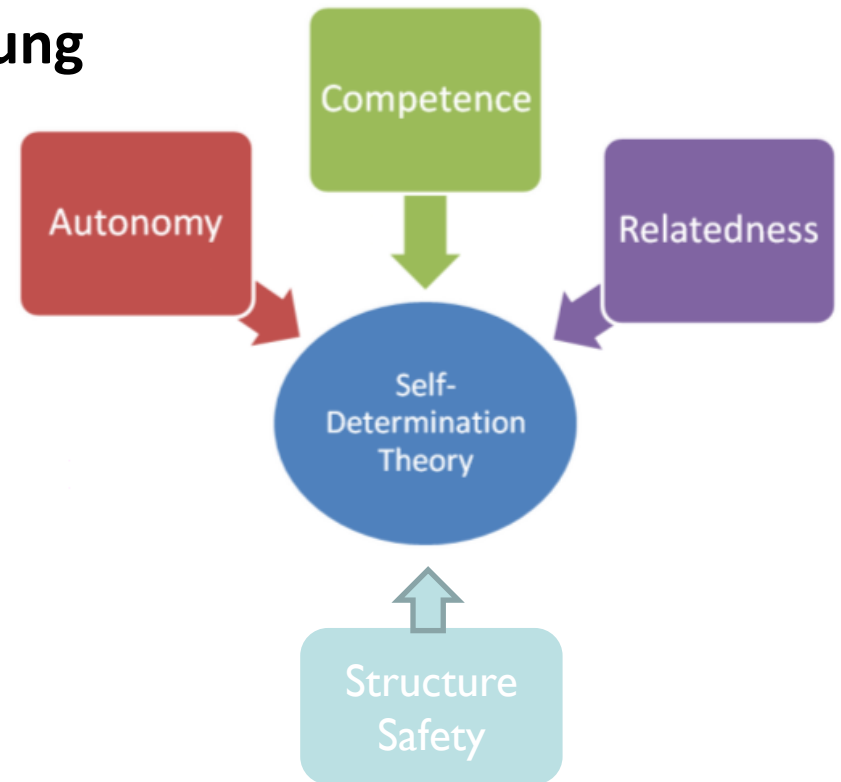 ung
Competence
Autonomy
Relatedness
Self-
Determination
Theory
Structure
Safety